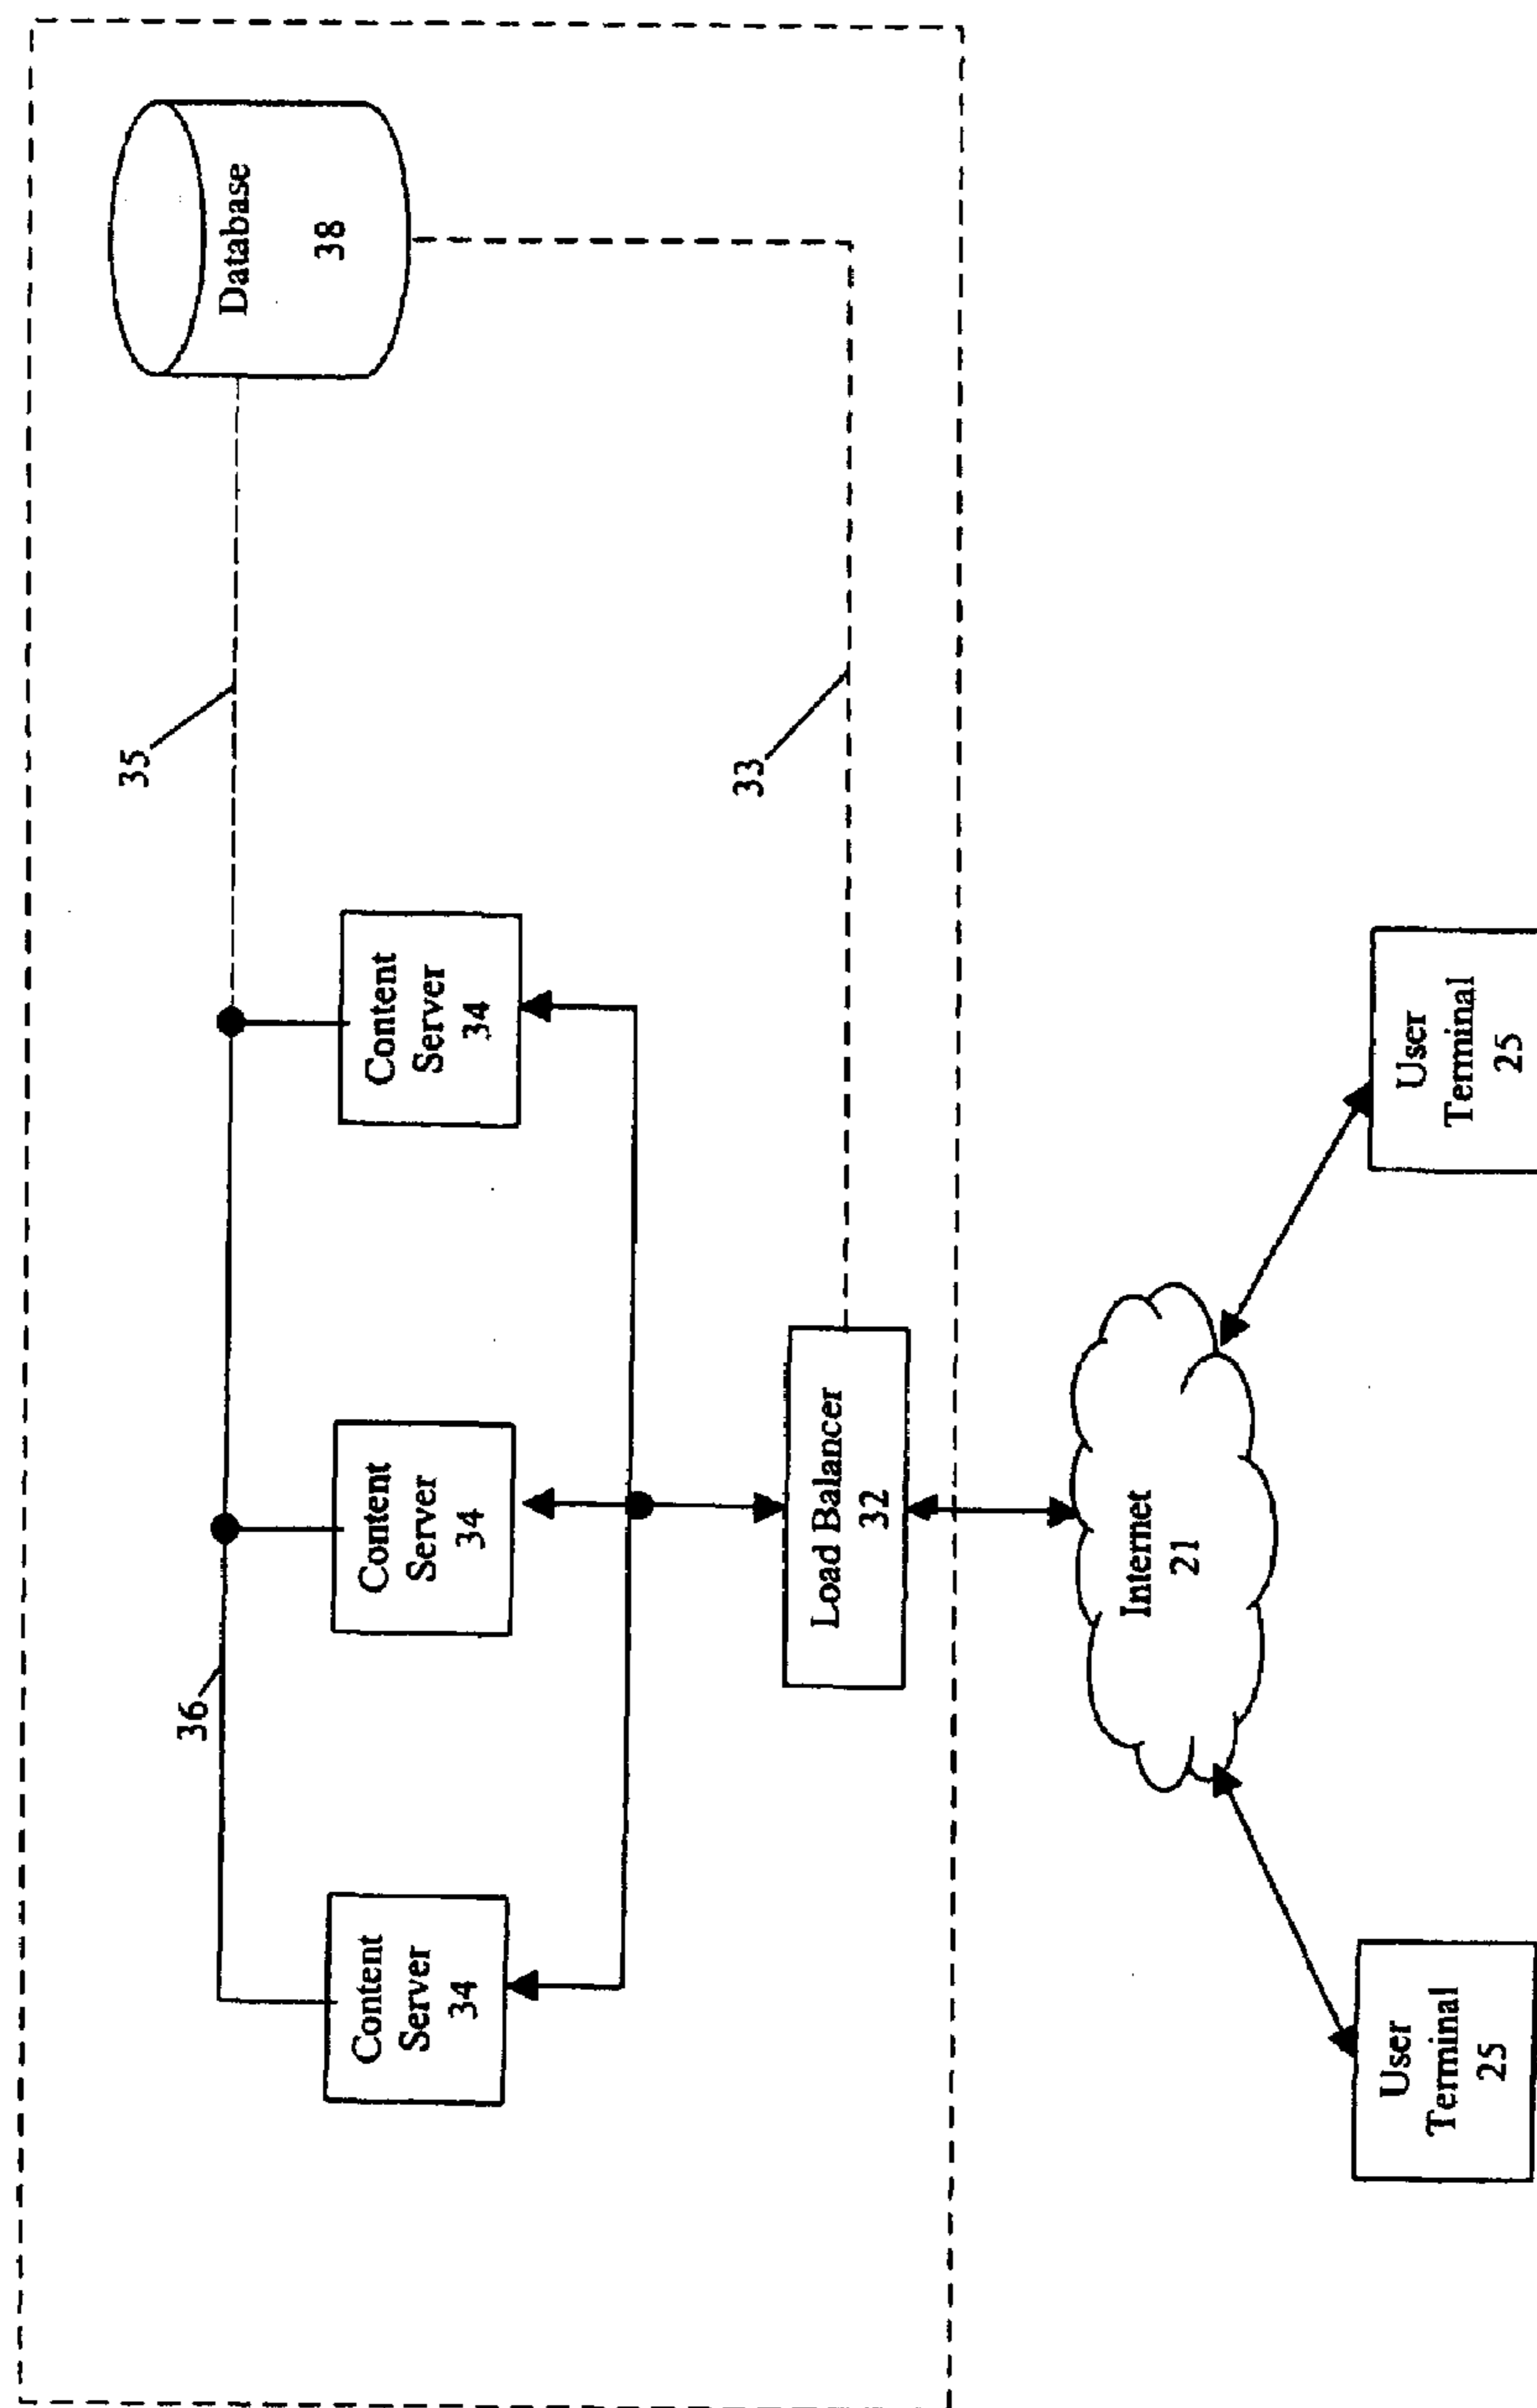 35
Database
38
36
Content
Server
34
Content
Server
34
Content
Server
34
33
Load Balancer
32
Internet
21
User
Terminal
25
User
Terminal
25